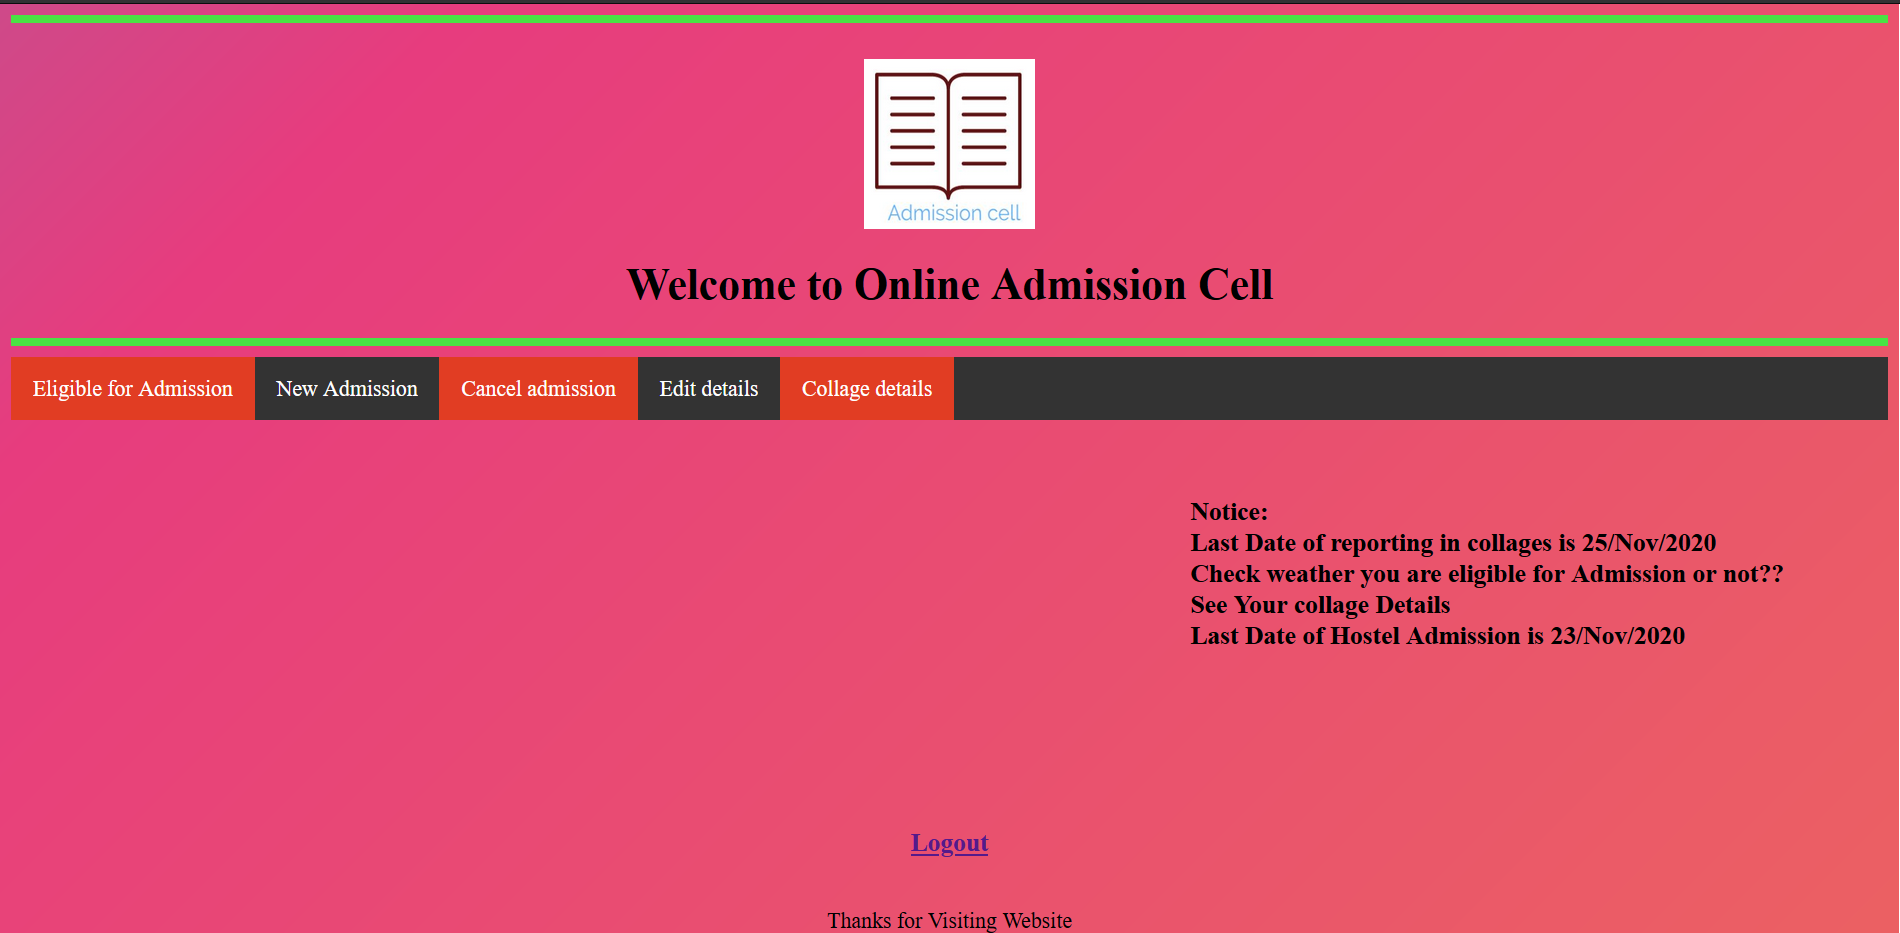 Admission cell
Welcome to Online Admission Cell
Eligible for Admission New Admission Cancel admission Edit details Collage details
Notice:
Last Date of reporting in collages is 25/Nov/2020
Check weather you are eligible for Admission or not??
See Your collage Details
Last Date of Hostel Admission is 23/Nov/2020
Logout
Thanks for Visiting Website